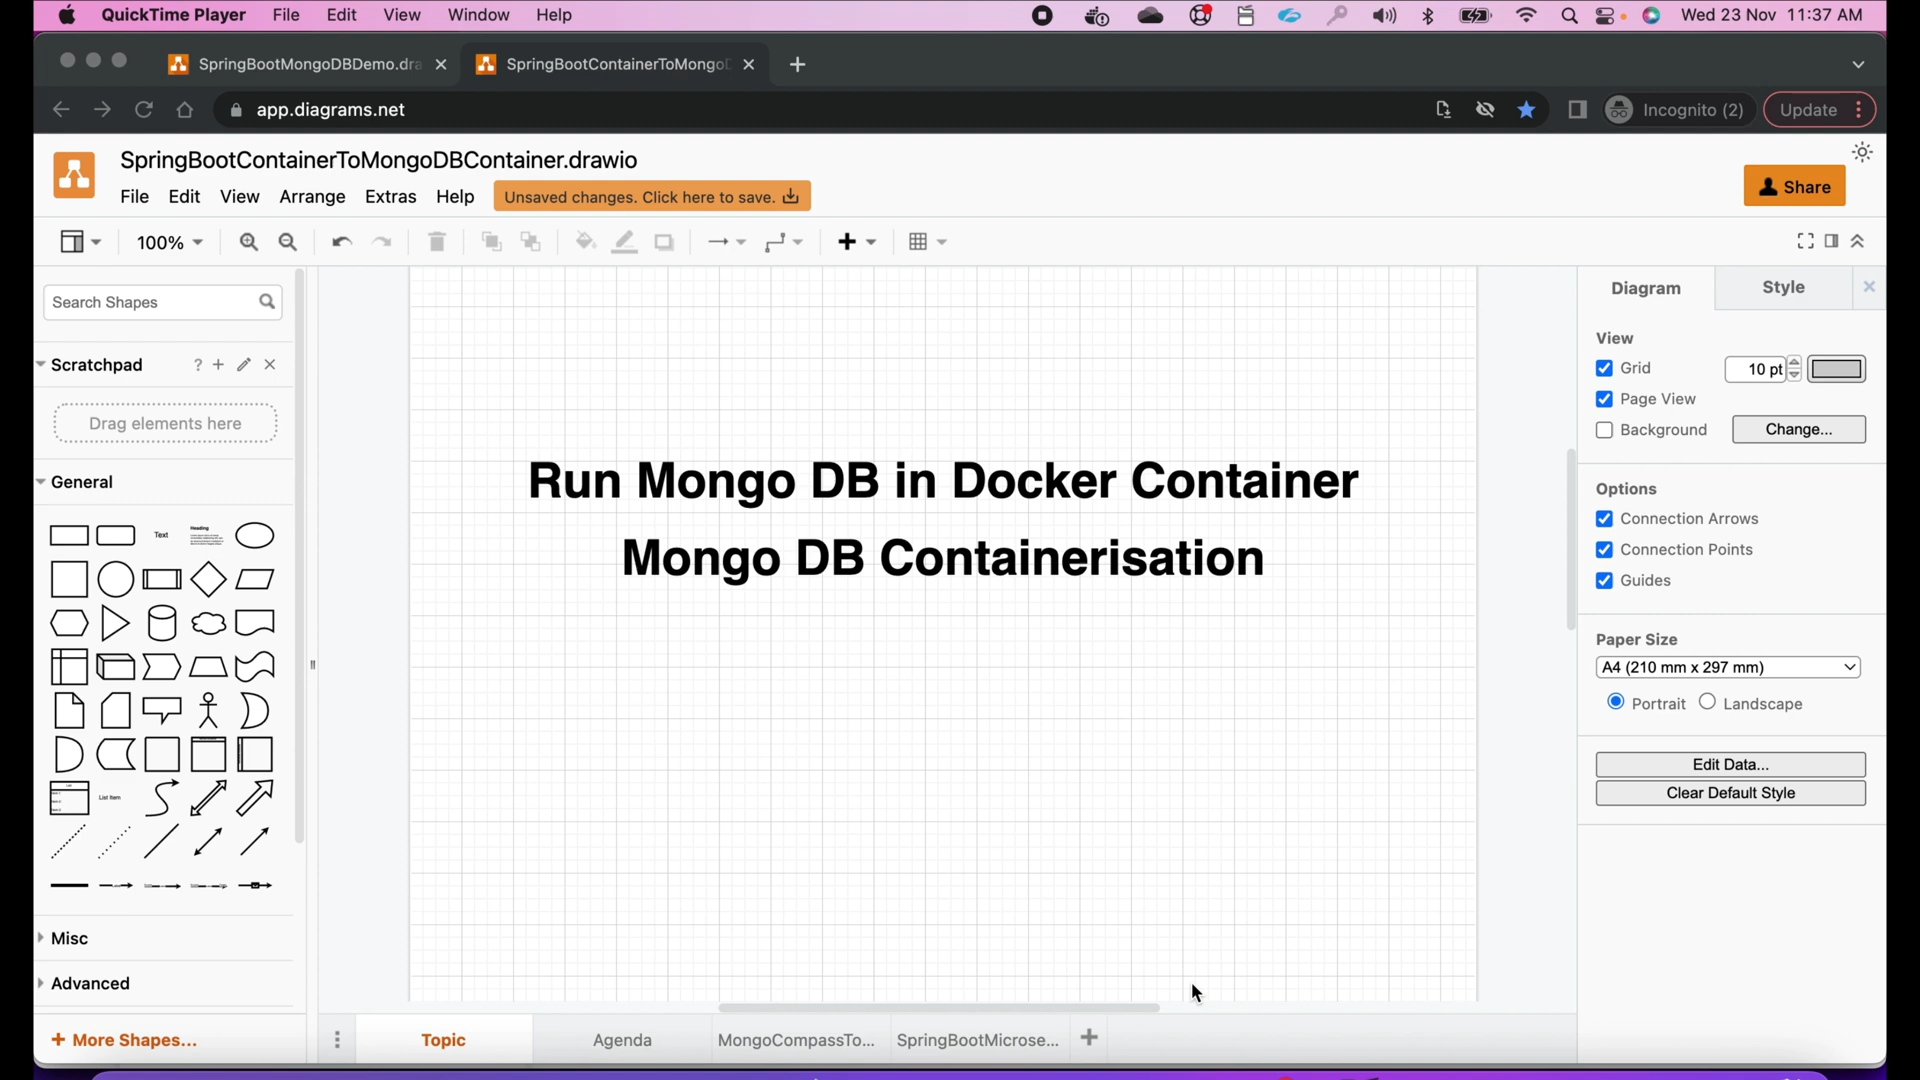 QuickTime Player File Edit View Window Help Wed 23 Nov 11:37 AM
SpringBootMongoDBDemo.dra SpringBootContainerToMongoD
app.diagrams.net Incognito (2) Update
SpringBootContainerToMongoDBContainer.drawio
File Edit View Arrange Extras Help Unsaved changes. Click here to save. Share
100%
Search Shapes
Scratchpad ?
Drag elements here
General
Text Heading
List Item
Misc
Advanced
+ More Shapes...
Run Mongo DB in Docker Container
Mongo DB Containerisation
Topic Agenda MongoCompassTo... SpringBootMicrose...
Diagram Style
View
Grid 10 pt
Page View
Background Change...
Options
Connection Arrows
Connection Points
Guides
Paper Size
A4 (210 mm x 297 mm)
Portrait Landscape
Edit Data...
Clear Default Style